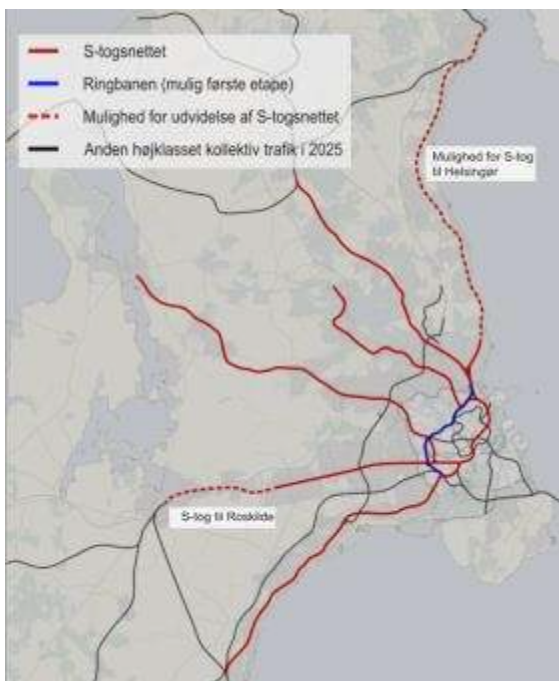 S-togsnettet
Ringbanen (mulig første etape)
Mulighed for udvidelse af S-togsnettet
Anden højklasset kollektiv trafik i 2025
Mulighed for S-tog
til Helsingør
S-tog til Roskilde